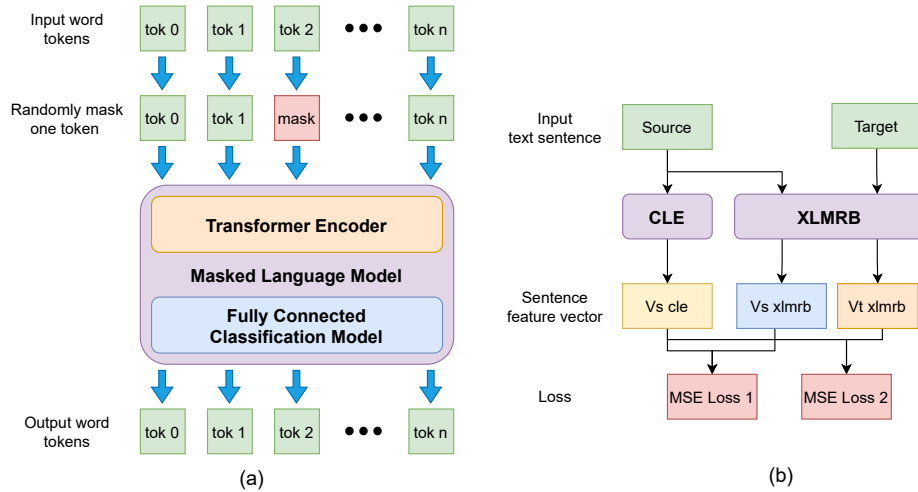 Input word
tokens
tok 0
tok 1
tok 2
tok n
Randomly mask
one token
tok 0
tok 1
mask
tok n
Transformer Encoder
Masked Language Model
Fully Connected
Classification Model
Output word
tokens
tok 0
tok 1
tok 2
tok n
(a)
Input
text sentence
Source
Target
CLE
XLMRB
Sentence
feature vector
Vs cle
Vs xlmrb
Vt xlmrb
Loss
MSE Loss 1
MSE Loss 2
(b)